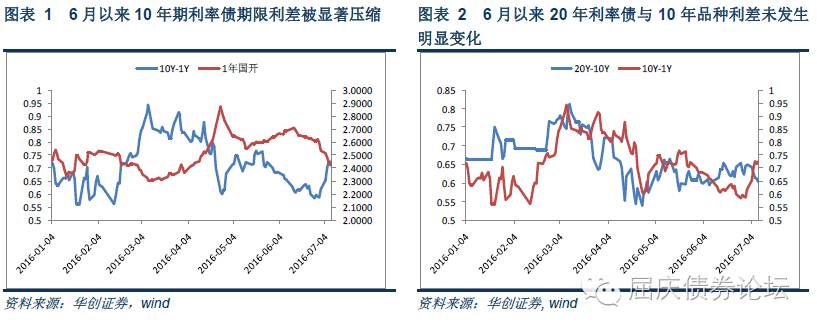 图表 1 6月以来10年期利率债期限利差被显著压缩
10Y-1Y 1年国开
1 3.0000
0.95 2.9000
0.9 2.8000
0.85 2.7000
0.8 2.6000
0.75 2.5000
0.7 2.4000
0.65 2.3000
0.6 2.2000
0.55 2.1000
0.5 2.0000
2016-01-04 2016-02-04 2016-03-04 2016-04-04 2016-05-04 2016-06-04 2016-07-04
资料来源：华创证券，wind
图表 2 6月以来20年利率债与10年品种利差未发生
明显变化
20Y-10Y 10Y-1Y
0.85 1
0.8 0.95
0.75 0.9
0.7 0.85
0.65 0.8
0.6 0.75
0.55 0.7
0.5 0.65
0.6
0.55
0.5
2016-01-04 2016-02-04 2016-03-04 2016-04-04 2016-05-04 2016-06-04 2016-07-04
资料来源：华创证券, wind
屈庆债券论坛